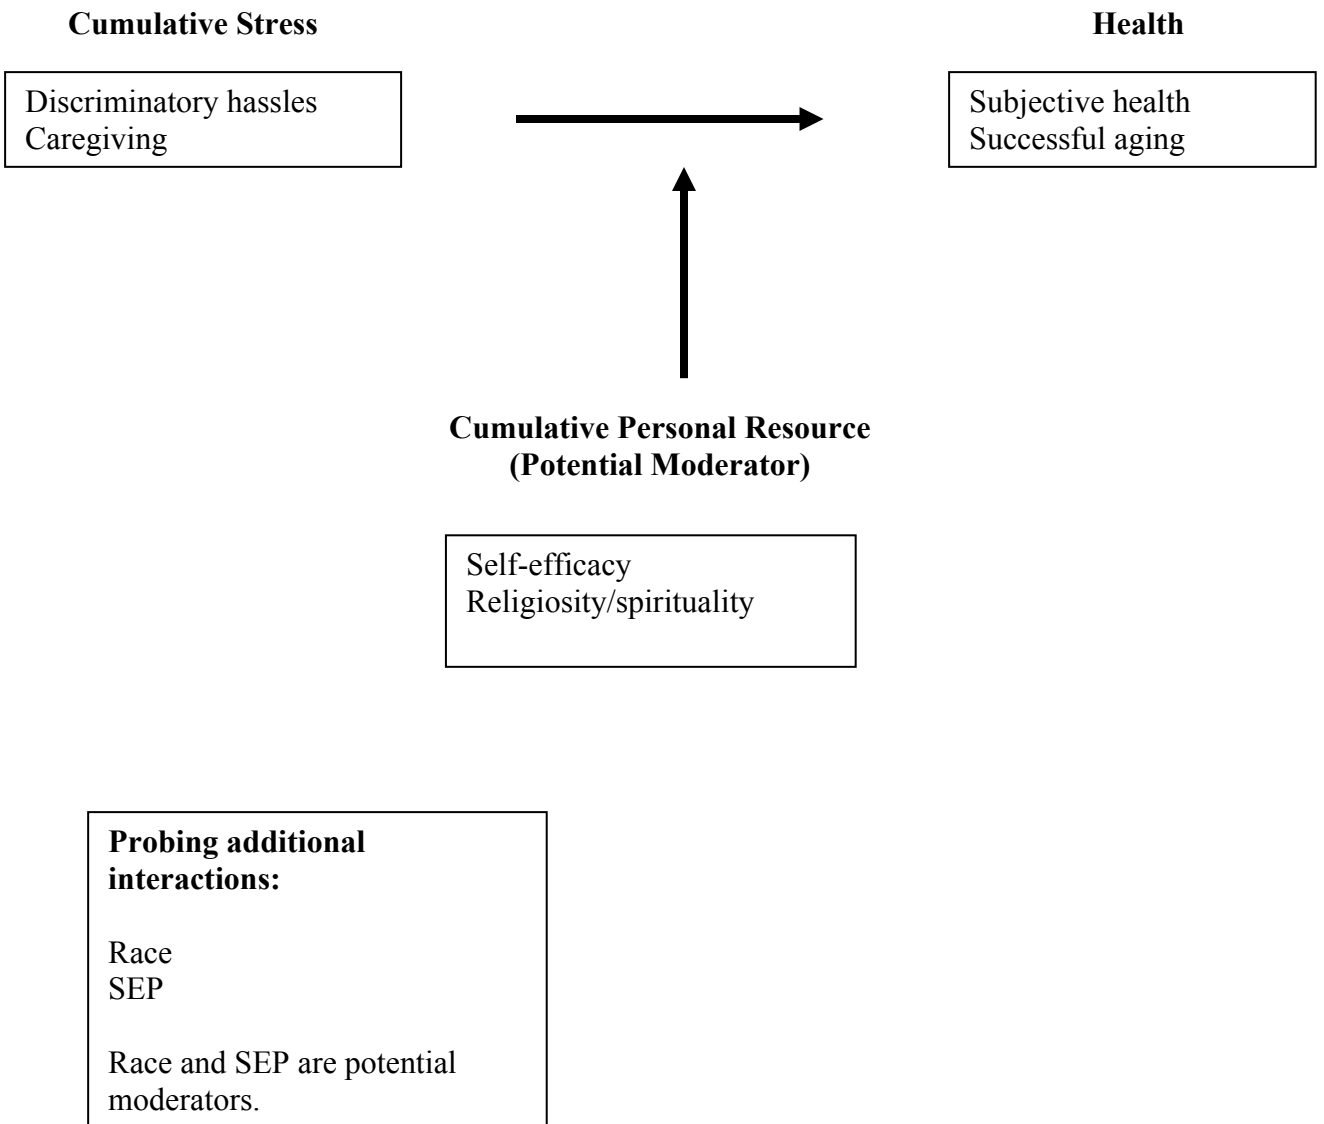 Cumulative Stress
Health
Discriminatory hassles
Caregiving
Subjective health
Successful aging
Cumulative Personal Resource
(Potential Moderator)
Self-efficacy
Religiosity/spirituality
Probing additional
interactions:
Race
SEP
Race and SEP are potential
moderators.